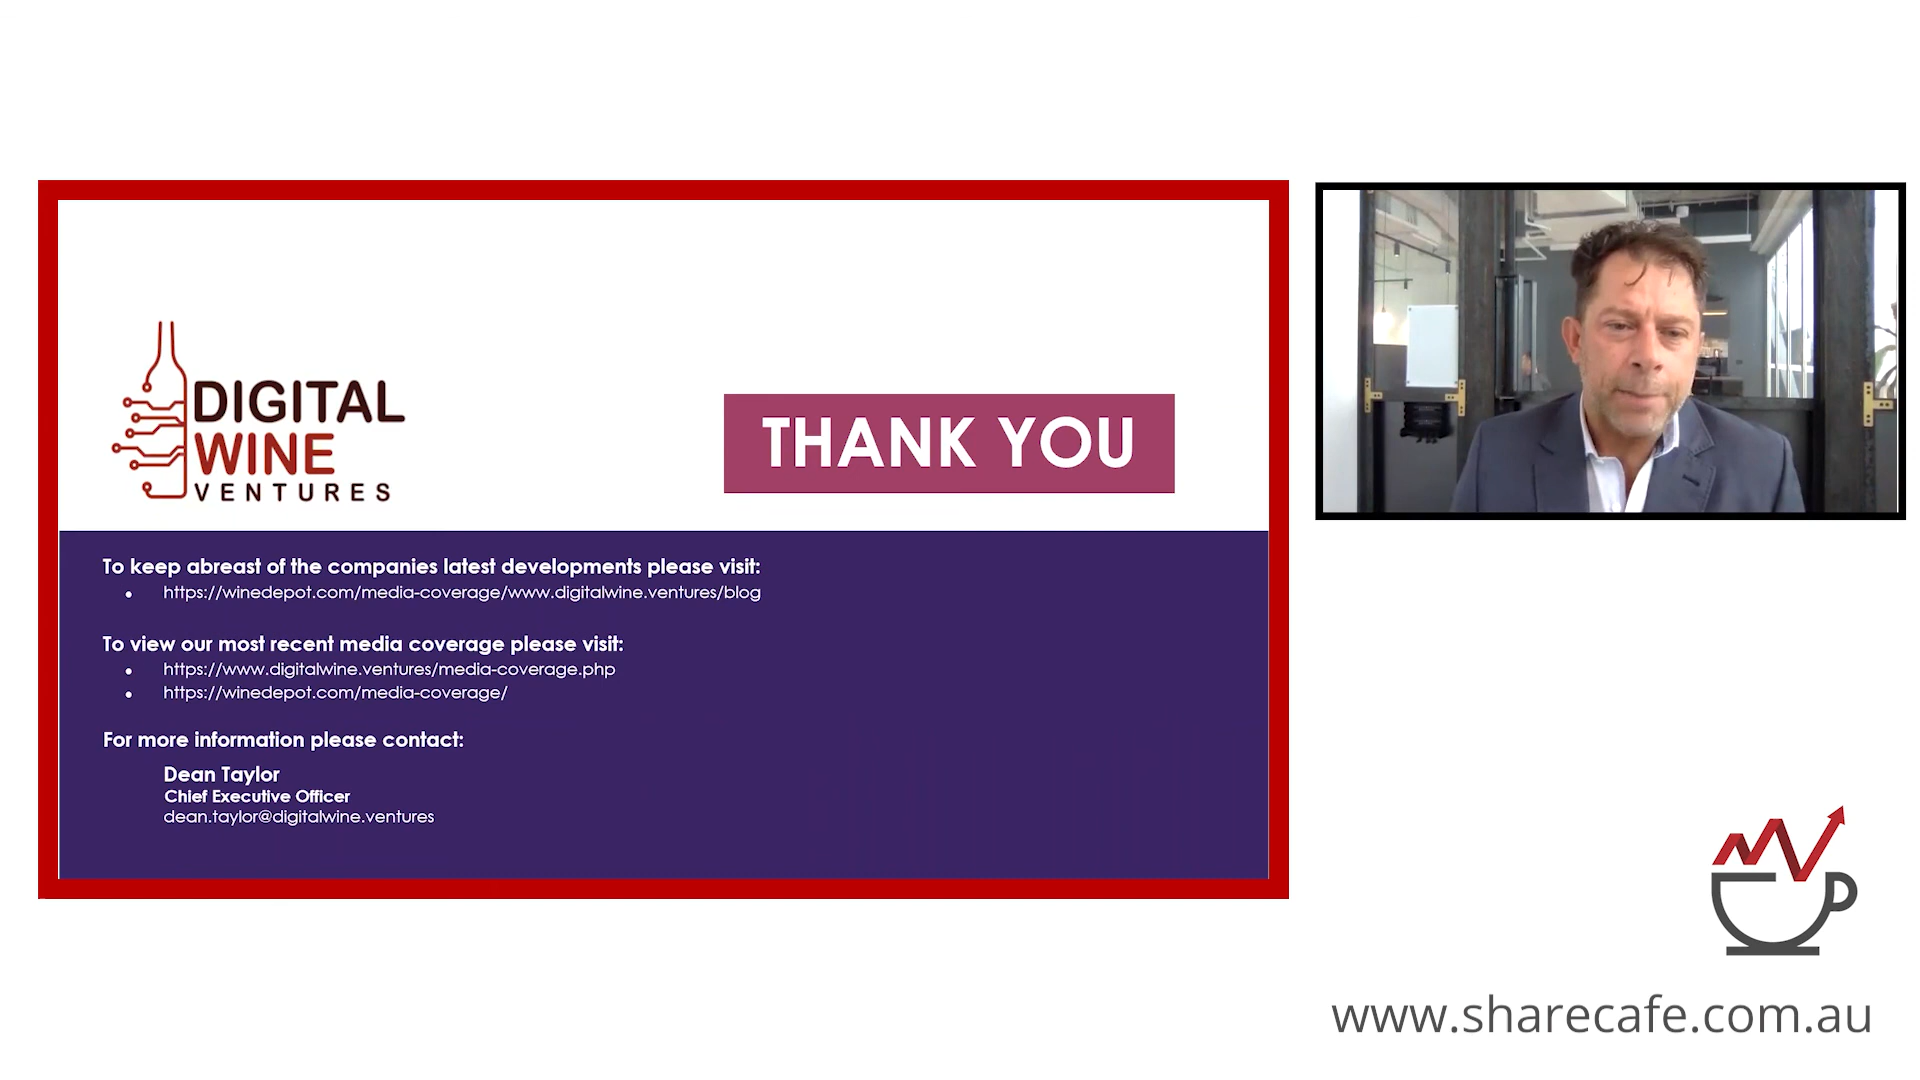 DIGITAL
WINE
VENTURES
THANK YOU
To keep abreast of the companies latest developments please visit:
• https://winedepot.com/media-coverage/www.digitalwine.ventures/blog
To view our most recent media coverage please visit:
• https://www.digitalwine.ventures/media-coverage.php
• https://winedepot.com/media-coverage/
For more information please contact:
Dean Taylor
Chief Executive Officer
dean.taylor@digitalwine.ventures
www.sharecafe.com.au